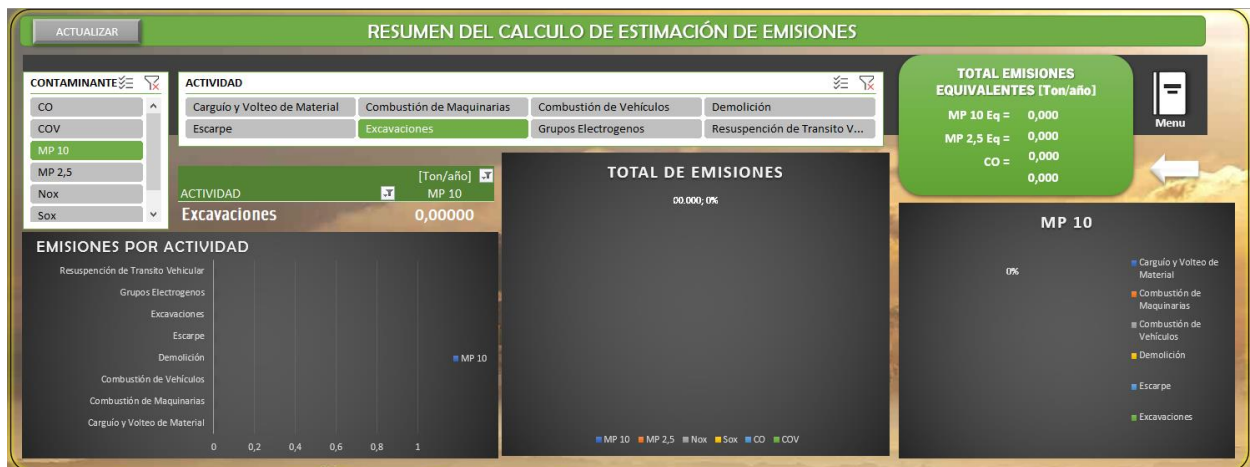 ACTUALIZAR
RESUMEN DEL CALCULO DE ESTIMACIÓN DE EMISIONES
CONTAMINANTE
CO
COV
MP 10
MP 2,5
Nox
Sox
ACTIVIDAD
Carguío y Volteo de Material
Combustión de Maquinarias
Combustión de Vehículos
Demolición
Escarpe
Excavaciones
Grupos Electrogenos
Resuspención de Transito V...
TOTAL EMISIONES
EQUIVALENTES [Ton/año]
MP 10 Eq = 0,000
MP 2,5 Eq = 0,000
CO = 0,000
0,000
Menu
[Ton/año]
ACTIVIDAD MP 10
Excavaciones 0,00000
EMISIONES POR ACTIVIDAD
Resuspención de Transito Vehicular
Grupos Electrogenos
Excavaciones
Escarpe
Demolición
Combustión de Vehículos
Combustión de Maquinarias
Carguío y Volteo de Material
0 0,2 0,4 0,6 0,8 1
MP 10
TOTAL DE EMISIONES
00.000; 0%
MP 10 MP 2,5 Nox Sox CO COV
MP 10
0%
Carguío y Volteo de
Material
Combustión de
Maquinarias
Combustión de
Vehículos
Demolición
Escarpe
Excavaciones